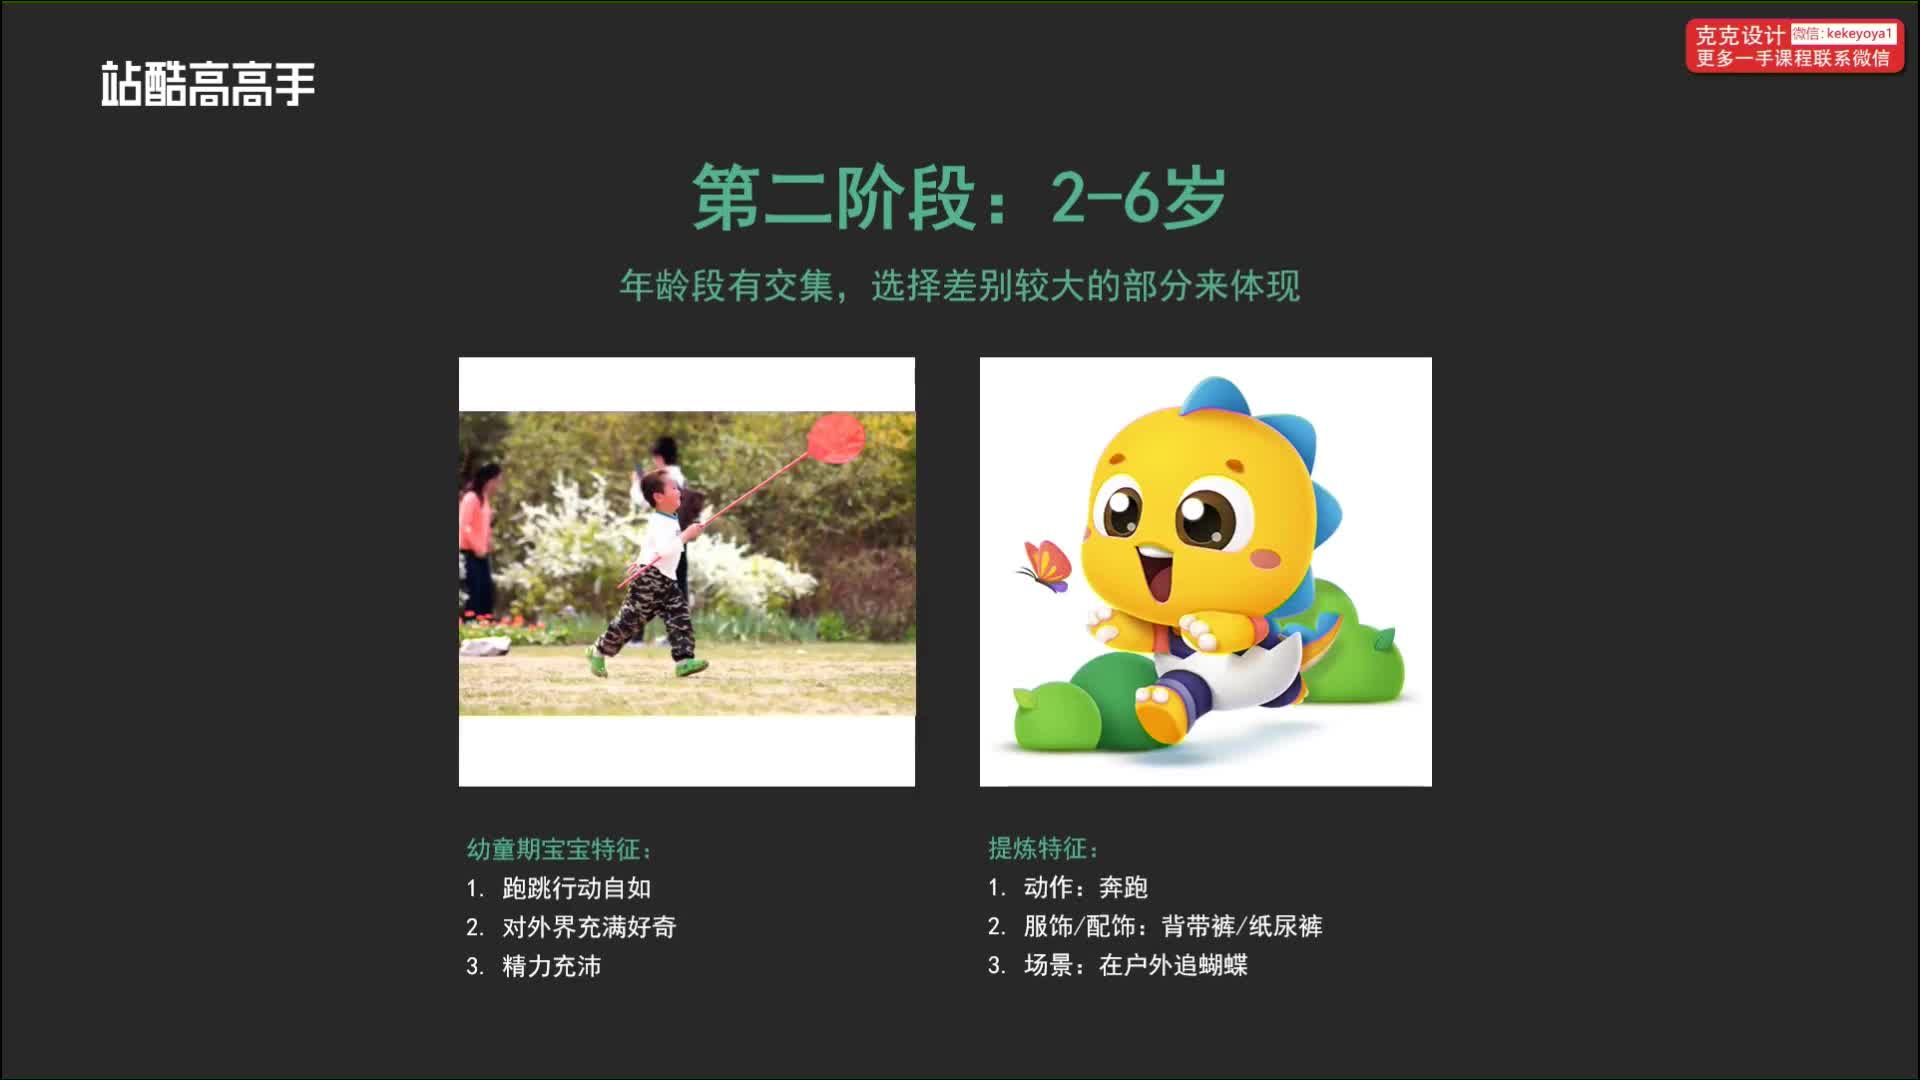 站酷高高手
克克设计 微信:kekeyoya1
更多一手课程联系微信
第二阶段：2-6岁
年龄段有交集，选择差别较大的部分来体现
幼童期宝宝特征：
1. 跑跳行动自如
2. 对外界充满好奇
3. 精力充沛
提炼特征：
1. 动作：奔跑
2. 服饰/配饰：背带裤/纸尿裤
3. 场景：在户外追蝴蝶